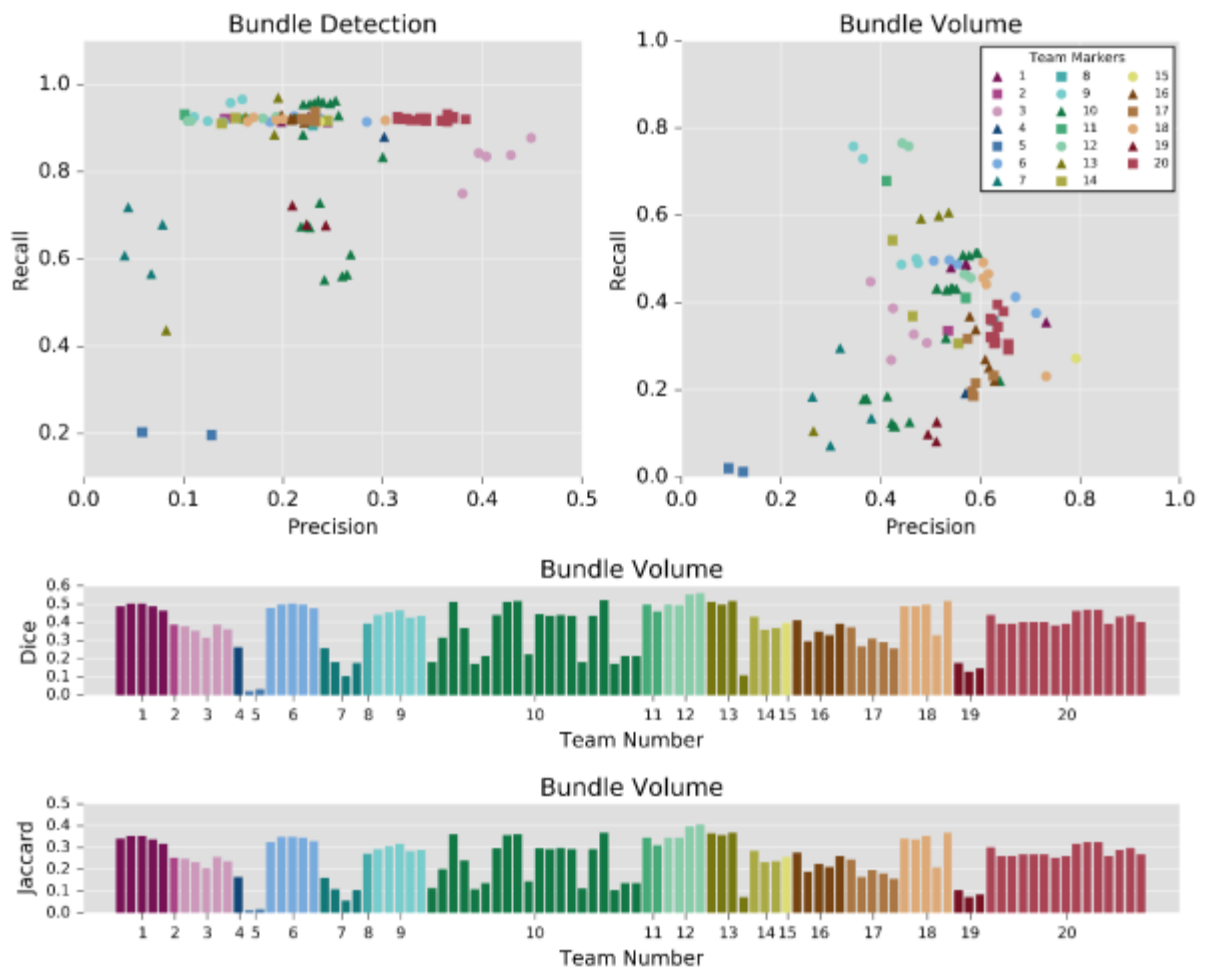 Bundle Detection
1.0
0.8
0.6
0.4
0.2
Recall
0.0 0.1 0.2 0.3 0.4 0.5
Precision
Bundle Volume
1.0
0.8
0.6
0.4
0.2
0.0
Recall
0.0 0.2 0.4 0.6 0.8 1.0
Precision
Team Markers
1 8 15
2 9 16
3 10 17
4 11 18
5 12 19
6 13 20
7 14
Bundle Volume
0.6
0.5
0.4
0.3
0.2
0.1
0.0
Dice
1 2 3 4 5 6 7 8 9 10 11 12 13 14 15 16 17 18 19 20
Team Number
Bundle Volume
0.5
0.4
0.3
0.2
0.1
0.0
Jaccard
1 2 3 4 5 6 7 8 9 10 11 12 13 14 15 16 17 18 19 20
Team Number